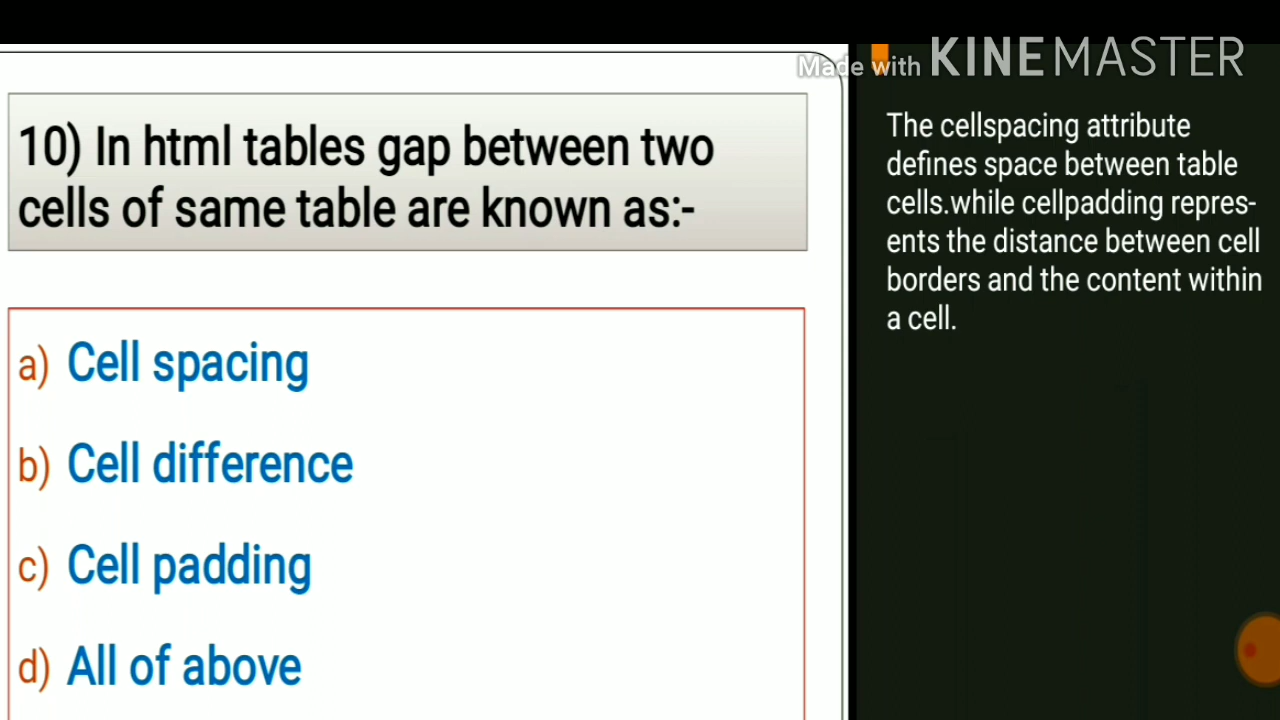 Made with KINEMASTER
10) In html tables gap between two
cells of same table are known as:-
a) Cell spacing
b) Cell difference
c) Cell padding
d) All of above
The cellspacing attribute
defines space between table
cells.while cellpadding repres-
ents the distance between cell
borders and the content within
a cell.